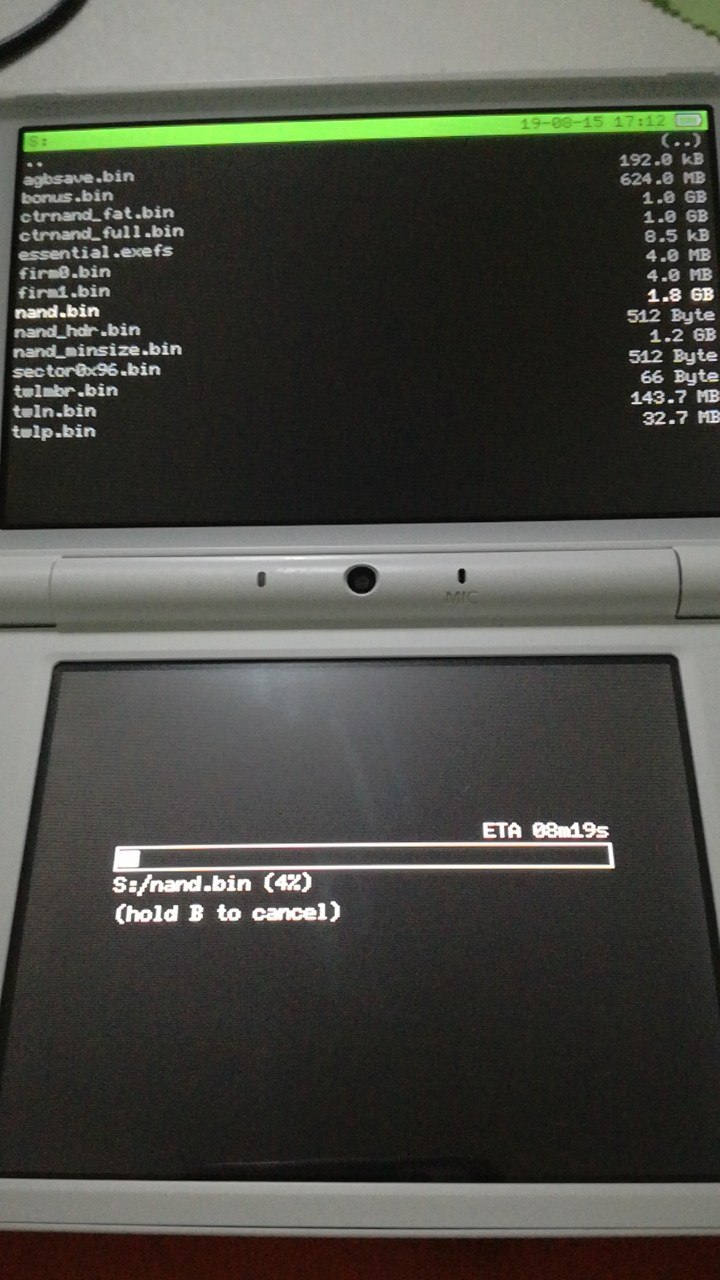 S: 19-08-15 17:12
.. (..)
agbsave.bin 192.0 kB
bonus.bin 624.0 MB
ctrnand_fat.bin 1.0 GB
ctrnand_full.bin 1.0 GB
essential.exefs 8.5 kB
firm0.bin 4.0 MB
firm1.bin 4.0 MB
nand.bin 1.8 GB
nand_hdr.bin 512 Byte
nand_minsize.bin 1.2 GB
sector0x96.bin 512 Byte
twlmbr.bin 66 Byte
twln.bin 143.7 MB
twlp.bin 32.7 MB
MIC
ETA 08m19s
S:/nand.bin (4%)
(hold B to cancel)